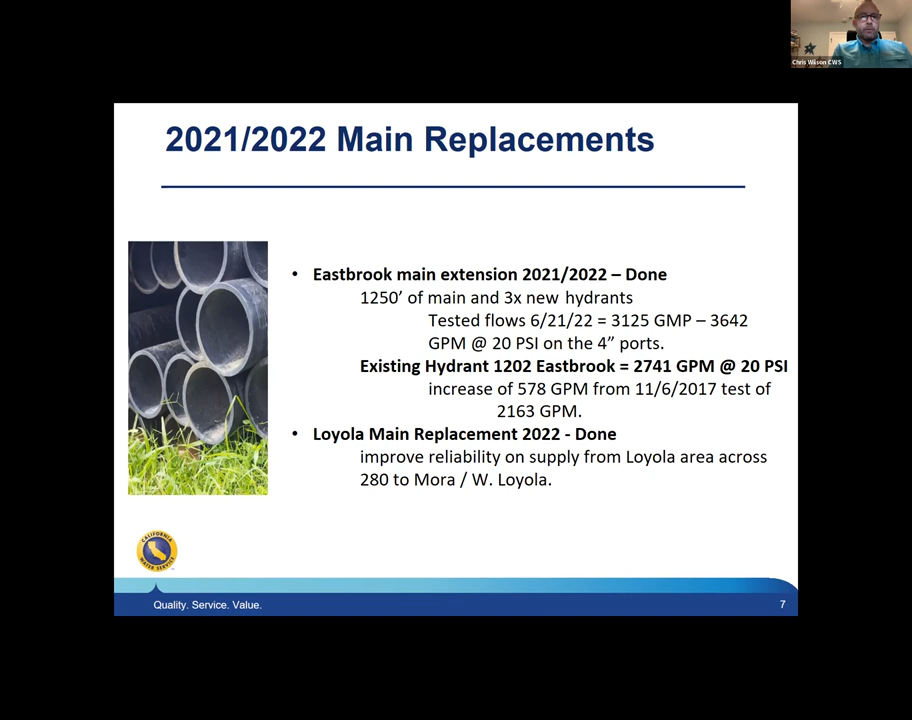 Chris Wilson CWS
2021/2022 Main Replacements
• Eastbrook main extension 2021/2022 – Done
1250’ of main and 3x new hydrants
Tested flows 6/21/22 = 3125 GMP – 3642
GPM @ 20 PSI on the 4” ports.
Existing Hydrant 1202 Eastbrook = 2741 GPM @ 20 PSI
increase of 578 GPM from 11/6/2017 test of
2163 GPM.
• Loyola Main Replacement 2022 - Done
improve reliability on supply from Loyola area across
280 to Mora / W. Loyola.
CALIFORNIA
WATER SERVICE
Quality. Service. Value.
7